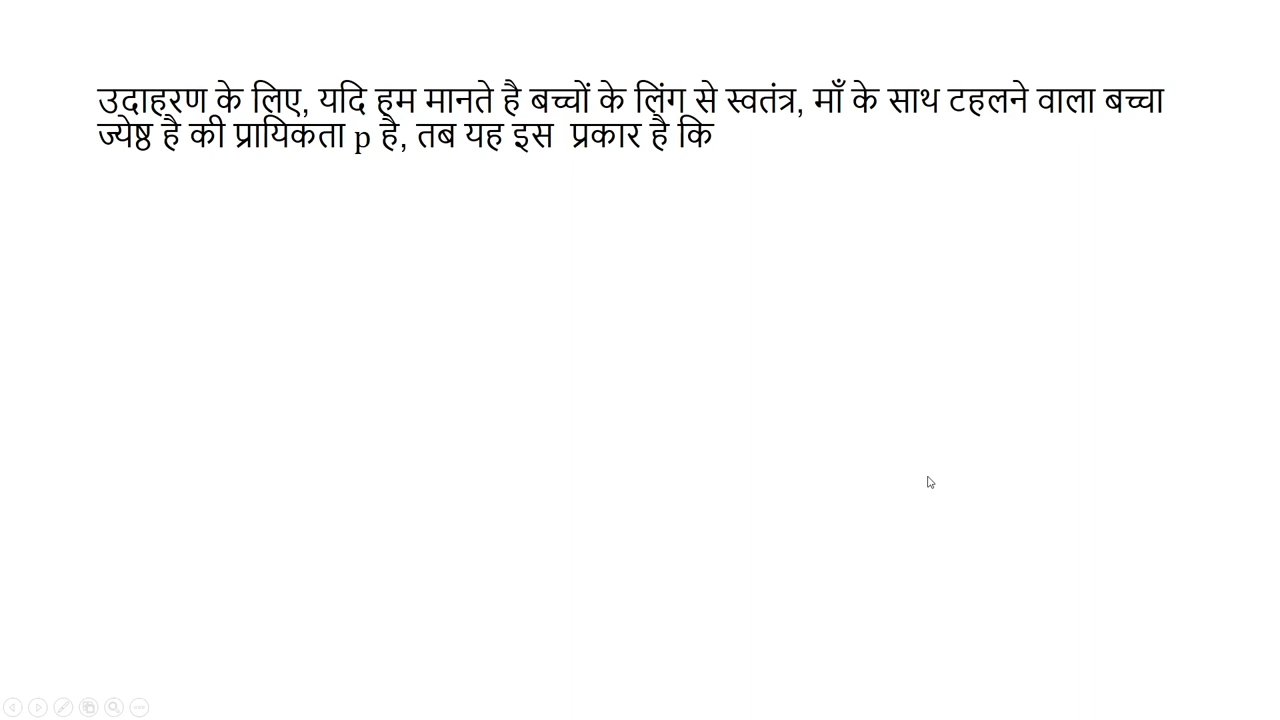 उदाहरण के लिए, यदि हम मानते है बच्चों के लिंग से स्वतंत्र, माँ के साथ टहलने वाला बच्चा
ज्येष्ठ है की प्रायिकता p है, तब यह इस  प्रकार है कि